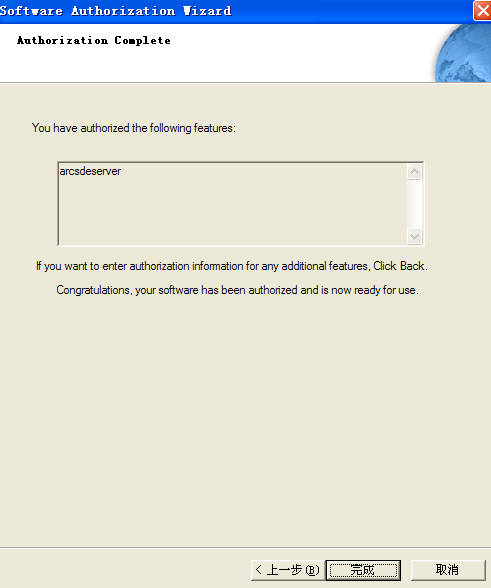 Software Authorization Wizard
Authorization Complete
You have authorized the following features:
arcsdeserver
If you want to enter authorization information for any additional features, Click Back.
Congratulations, your software has been authorized and is now ready for use.
< 上一步(B)
完成
取消